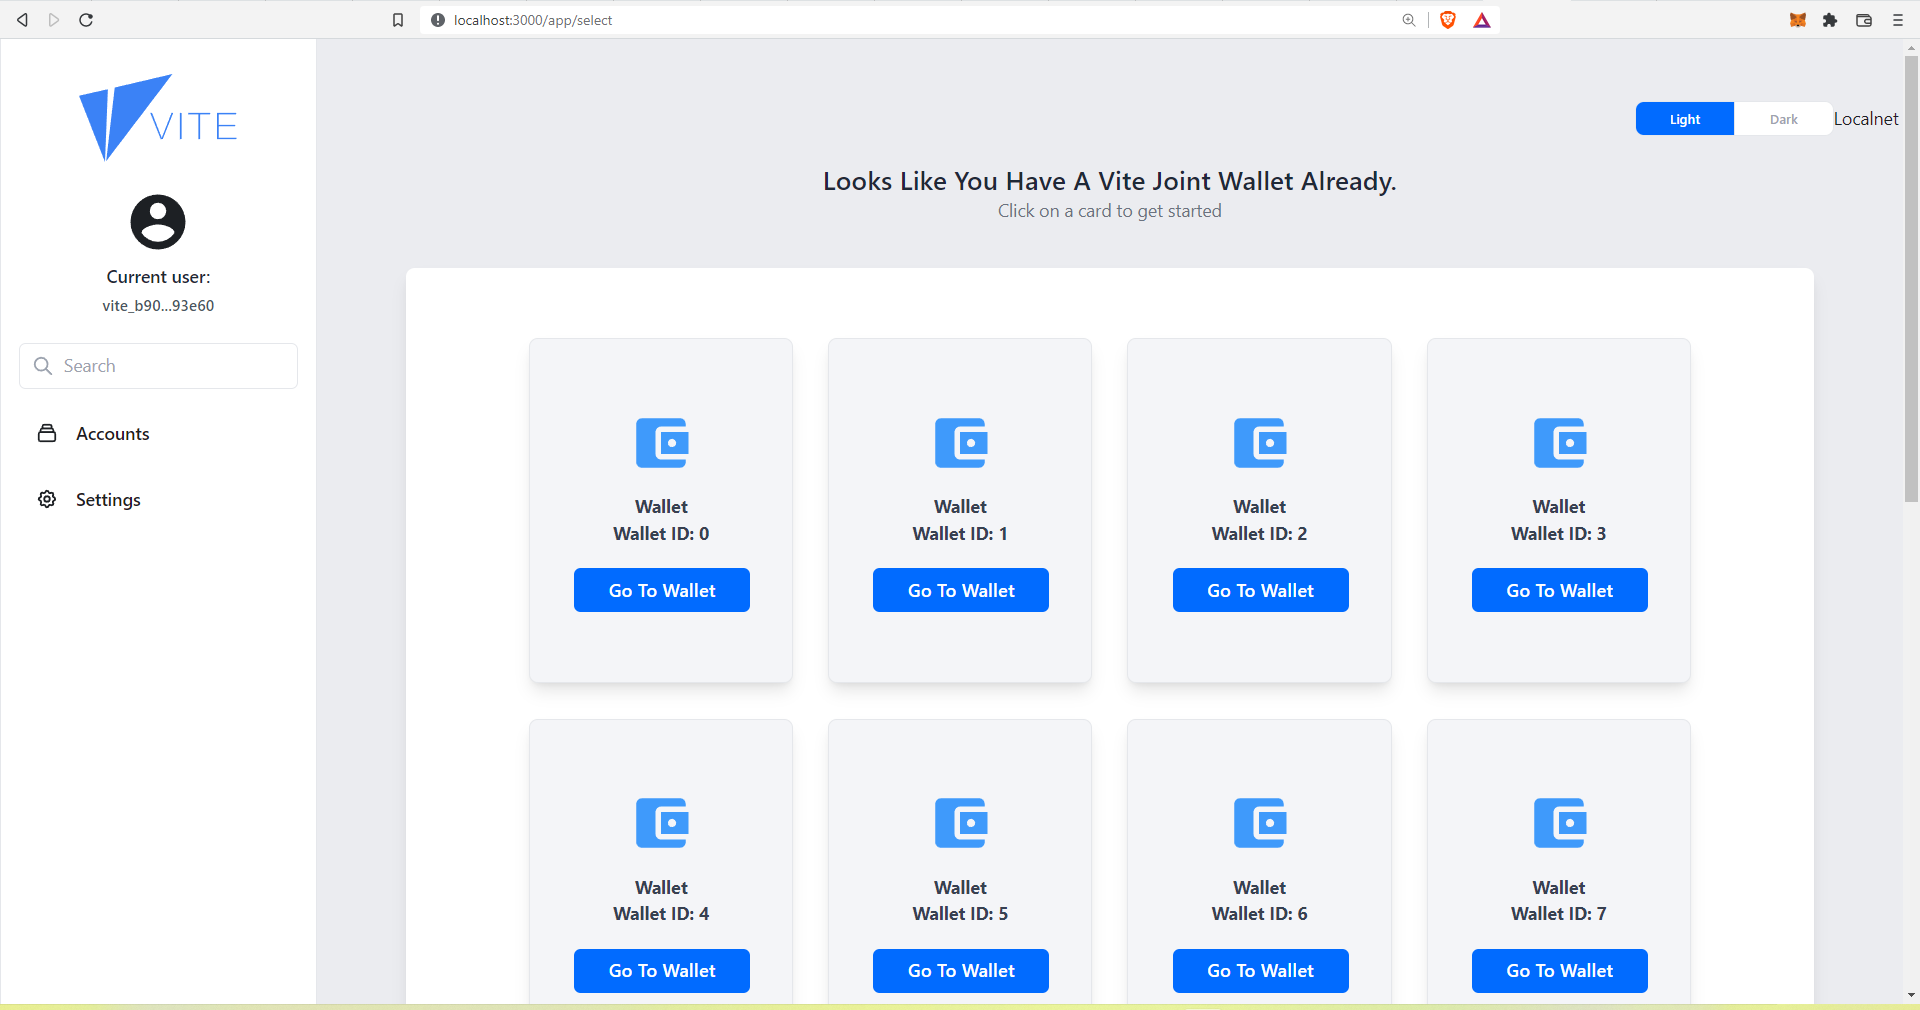 localhost:3000/app/select
VITE
Current user:
vite_b90...93e60
Search
Accounts
Settings
Light
Dark
Localnet
Looks Like You Have A Vite Joint Wallet Already.
Click on a card to get started
Wallet
Wallet ID: 0
Go To Wallet
Wallet
Wallet ID: 1
Go To Wallet
Wallet
Wallet ID: 2
Go To Wallet
Wallet
Wallet ID: 3
Go To Wallet
Wallet
Wallet ID: 4
Go To Wallet
Wallet
Wallet ID: 5
Go To Wallet
Wallet
Wallet ID: 6
Go To Wallet
Wallet
Wallet ID: 7
Go To Wallet